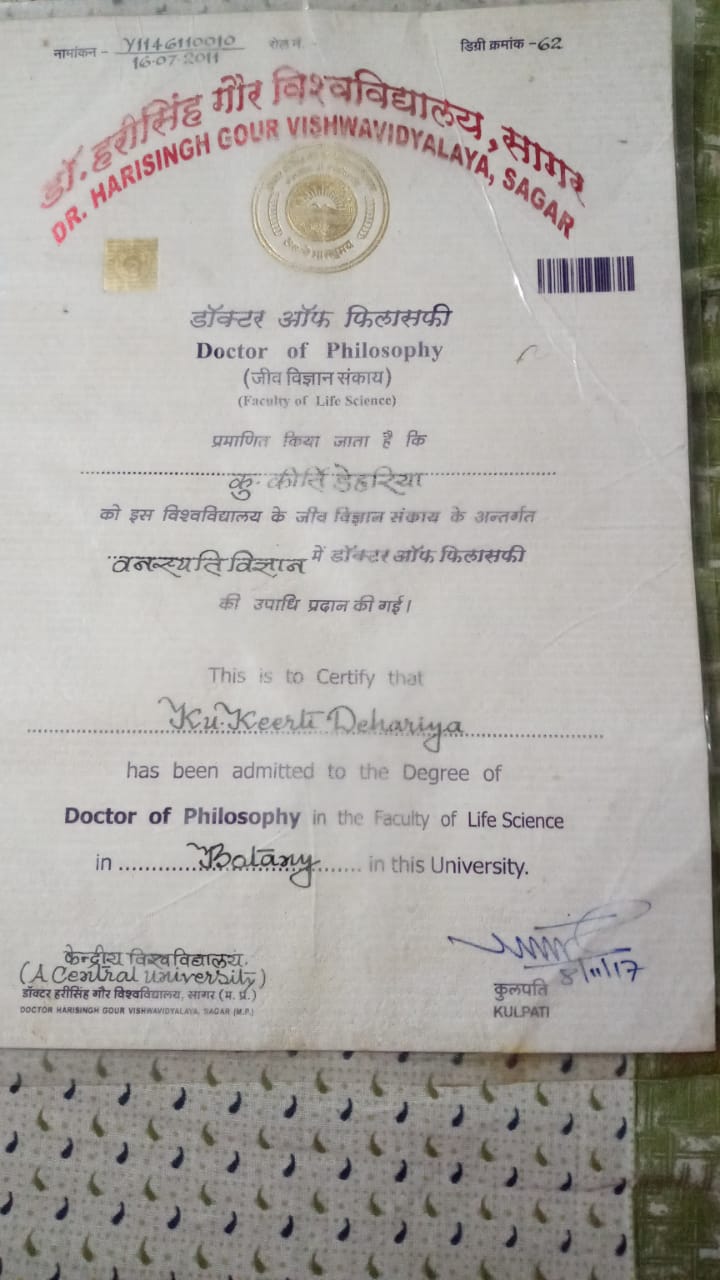 नामांकन - Y1146110010 रोल नं. डिग्री क्रमांक -62
16-07-2011
डॉ. हरीसिंह गौर विश्वविद्यालय, सागर
DR. HARISINGH GOUR VISHWAVIDYALAYA, SAGAR
डॉक्टर ऑफ फिलासफी
Doctor of Philosophy
(जीव विज्ञान संकाय)
(Faculty of Life Science)
प्रमाणित किया जाता है कि
कु. कीर्ति डेहरिया
को इस विश्वविद्यालय के जीव विज्ञान संकाय के अन्तर्गत
वनस्पति विज्ञान में डॉक्टर ऑफ फिलासफी
की उपाधि प्रदान की गई।
This is to Certify that
Ku. Keerti Dehariya
has been admitted to the Degree of
Doctor of Philosophy in the Faculty of Life Science
in Botany in this University.
केन्द्रीय विश्वविद्यालय
(A Central University)
डॉक्टर हरीसिंह गौर विश्वविद्यालय, सागर (म. प्र.)
DOCTOR HARISINGH GOUR VISHWAVIDYALAYA, SAGAR (M.P.)
8/11/17
कुलपति
KULPATI